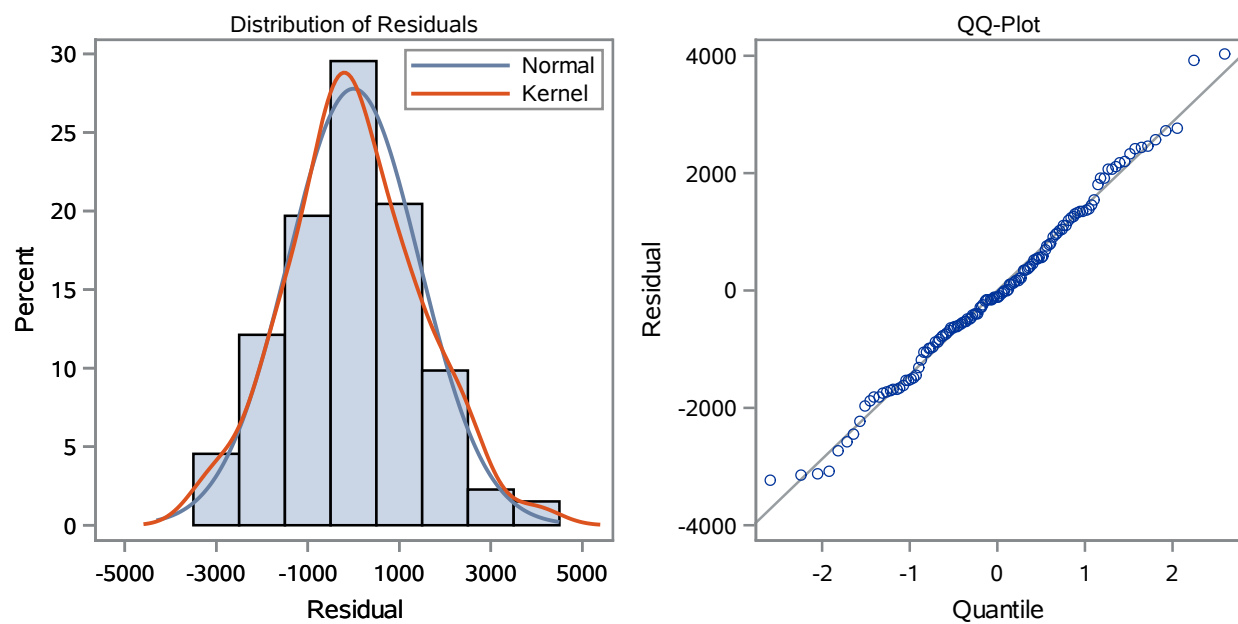 Distribution of Residuals
Normal
Kernel
Percent
30
25
20
15
10
5
0
-5000 -3000 -1000 1000 3000 5000
Residual
QQ-Plot
Residual
4000
2000
0
-2000
-4000
-2 -1 0 1 2
Quantile